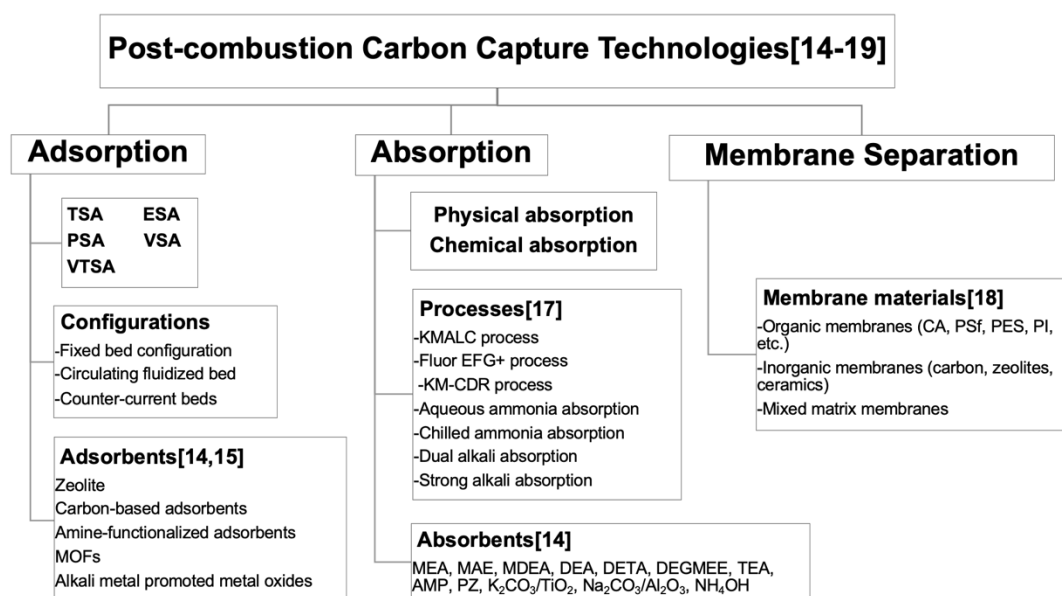 Post-combustion Carbon Capture Technologies[14-19]
Adsorption
TSA ESA
PSA VSA
VTSA
Configurations
-Fixed bed configuration
-Circulating fluidized bed
-Counter-current beds
Adsorbents[14,15]
Zeolite
Carbon-based adsorbents
Amine-functionalized adsorbents
MOFs
Alkali metal promoted metal oxides
Absorption
Physical absorption
Chemical absorption
Processes[17]
-KMALC process
-Fluor EFG+ process
-KM-CDR process
-Aqueous ammonia absorption
-Chilled ammonia absorption
-Dual alkali absorption
-Strong alkali absorption
Absorbents[14]
MEA, MAE, MDEA, DEA, DETA, DEGMEE, TEA,
AMP, PZ, K₂CO₃/TiO₂, Na₂CO₃/Al₂O₃, NH₄OH
Membrane Separation
Membrane materials[18]
-Organic membranes (CA, PSf, PES, PI,
etc.)
-Inorganic membranes (carbon, zeolites,
ceramics)
-Mixed matrix membranes